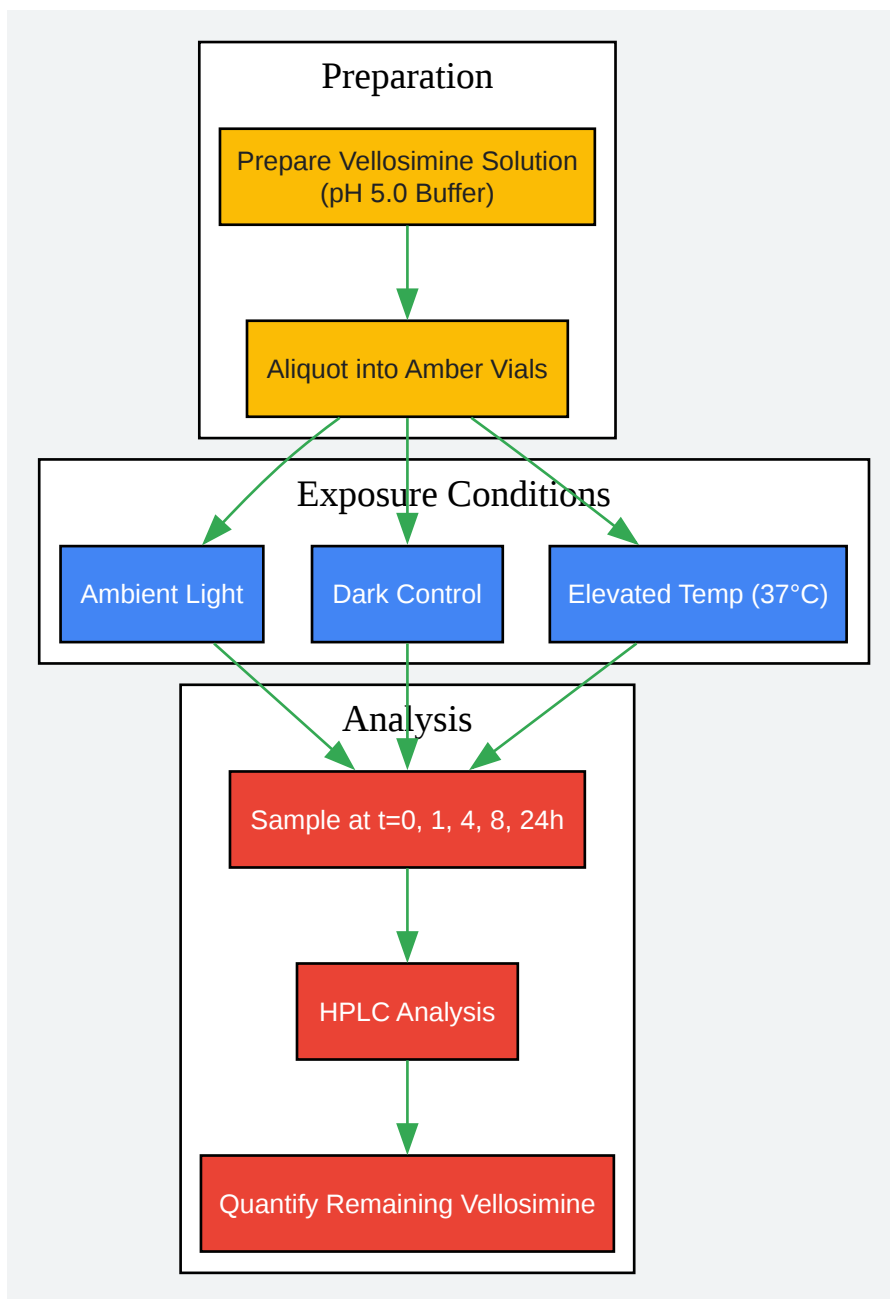 Preparation
Prepare Vellosimine Solution
(pH 5.0 Buffer)
Aliquot into Amber Vials
Exposure Conditions
Ambient Light
Dark Control
Elevated Temp (37°C)
Analysis
Sample at t=0, 1, 4, 8, 24h
HPLC Analysis
Quantify Remaining Vellosimine